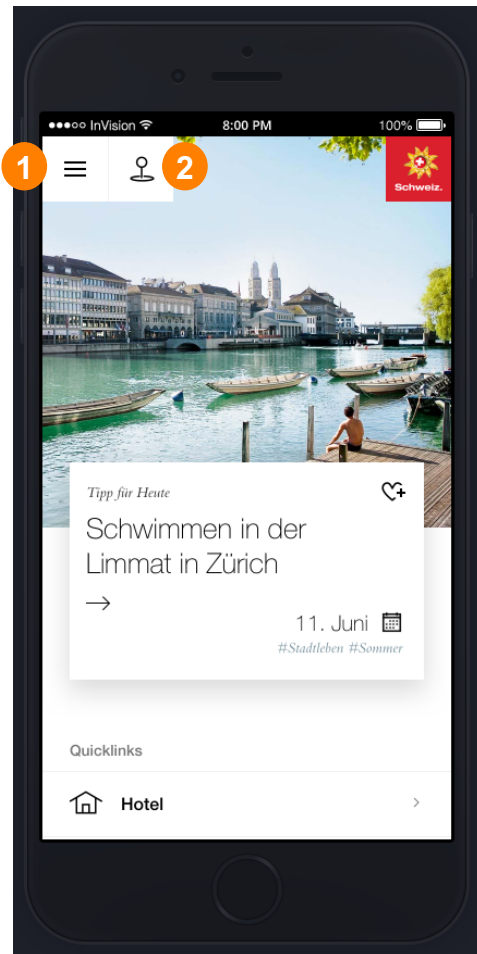 ●●●○○ InVision 8:00 PM 100%
1 2
Schweiz.
Tipp für Heute
Schwimmen in der
Limmat in Zürich
11. Juni
#Stadtleben #Sommer
Quicklinks
Hotel